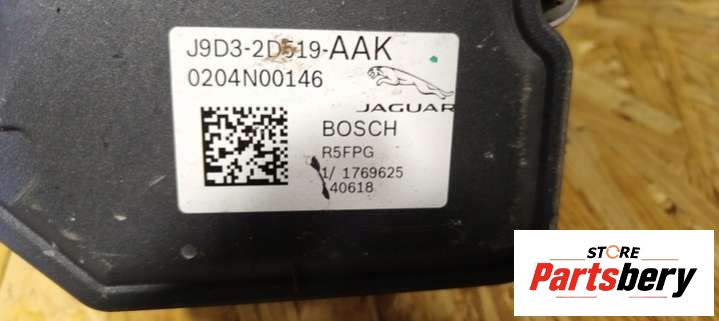 J9D3-2D519-AAK
0204N00146
JAGUAR
BOSCH
R5FPG
1/ 1769625
40618
STORE
Partsbery